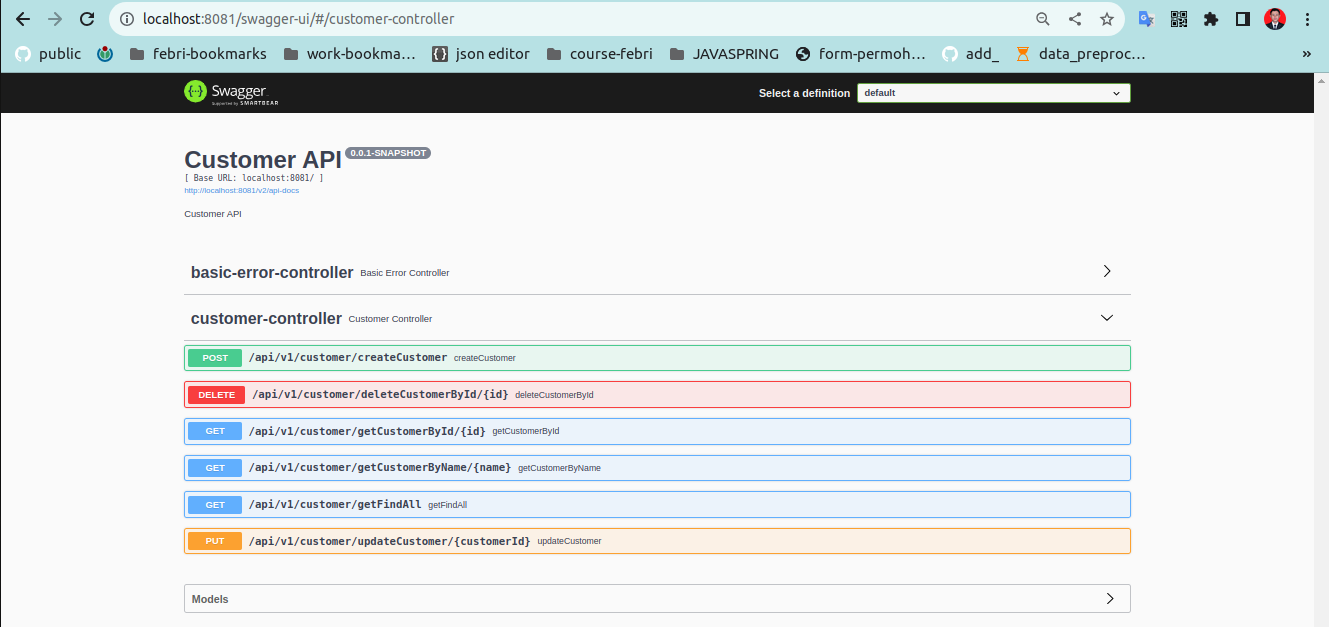 localhost:8081/swagger-ui/#/customer-controller
public febri-bookmarks work-bookma... {} json editor course-febri JAVASPRING form-permoh... add_ data_preproc... »
{··} Swagger. Select a definition default
Supported by SMARTBEAR
Customer API 0.0.1-SNAPSHOT
[ Base URL: localhost:8081/ ]
http://localhost:8081/v2/api-docs
Customer API
basic-error-controller Basic Error Controller
customer-controller Customer Controller
POST /api/v1/customer/createCustomer createCustomer
DELETE /api/v1/customer/deleteCustomerById/{id} deleteCustomerById
GET /api/v1/customer/getCustomerById/{id} getCustomerById
GET /api/v1/customer/getCustomerByName/{name} getCustomerByName
GET /api/v1/customer/getFindAll getFindAll
PUT /api/v1/customer/updateCustomer/{customerId} updateCustomer
Models